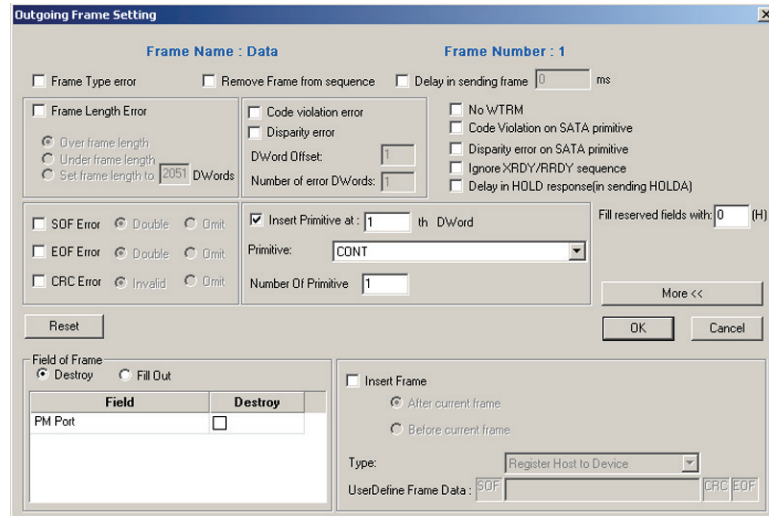 Outgoing Frame Setting
Frame Name : Data
Frame Number : 1
Frame Type error
Remove Frame from sequence
Delay in sending frame 0 ms
Frame Length Error
Over frame length
Under frame length
Set frame length to 2051 DWords
Code violation error
Disparity error
DWord Offset: 1
Number of error DWords: 1
No WTRM
Code Violation on SATA primitive
Disparity error on SATA primitive
Ignore XRDY/RRDY sequence
Delay in HOLD response(in sending HOLDA)
SOF Error Double Omit
EOF Error Double Omit
CRC Error Invalid Omit
Insert Primitive at : 1 th DWord
Primitive: CONT
Number Of Primitive 1
Fill reserved fields with: 0 (H)
More <<
Reset
OK
Cancel
Field of Frame
Destroy Fill Out
Field Destroy
PM Port
Insert Frame
After current frame
Before current frame
Type: Register Host to Device
UserDefine Frame Data : SOF CRC EOF